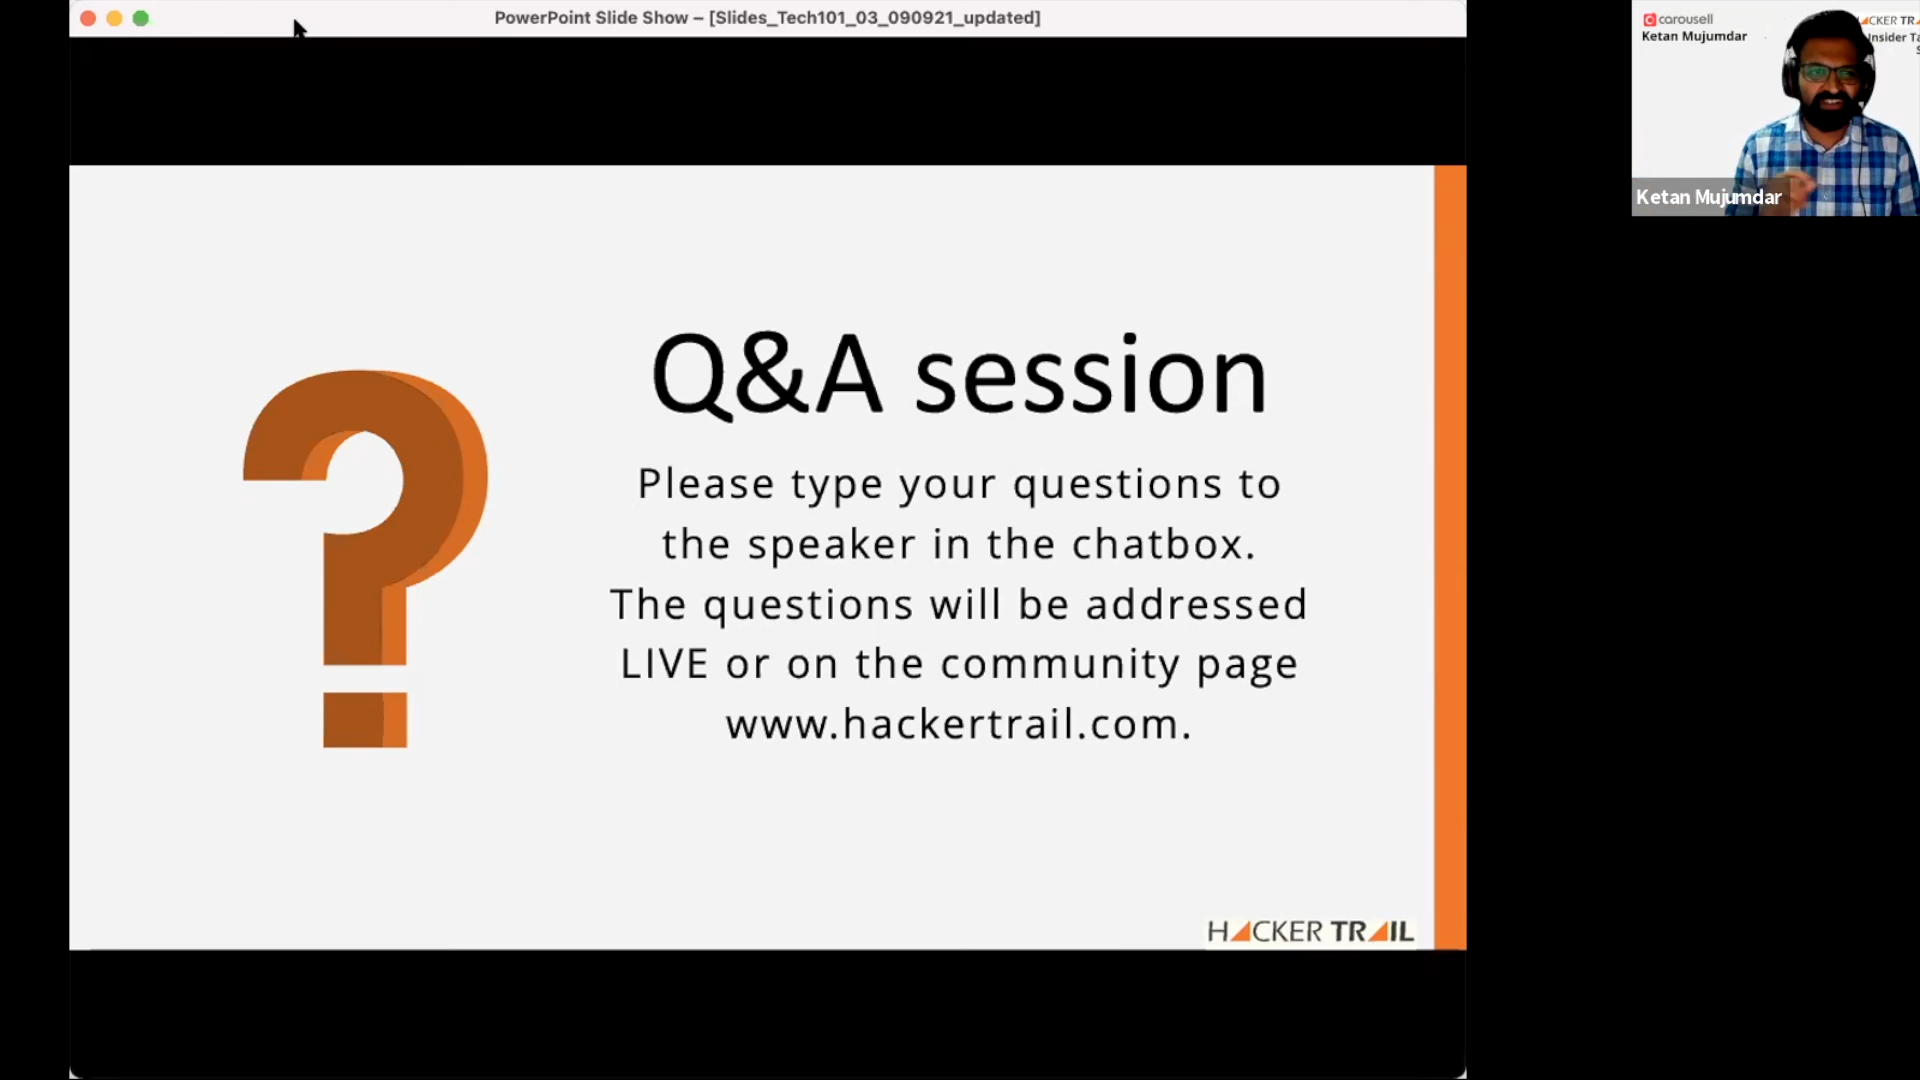 PowerPoint Slide Show – [Slides_Tech101_03_090921_updated]
Q&A session
Please type your questions to
the speaker in the chatbox.
The questions will be addressed
LIVE or on the community page
www.hackertrail.com.
HACKER TRAIL
carousell
Ketan Mujumdar
Insider
Ketan Mujumdar